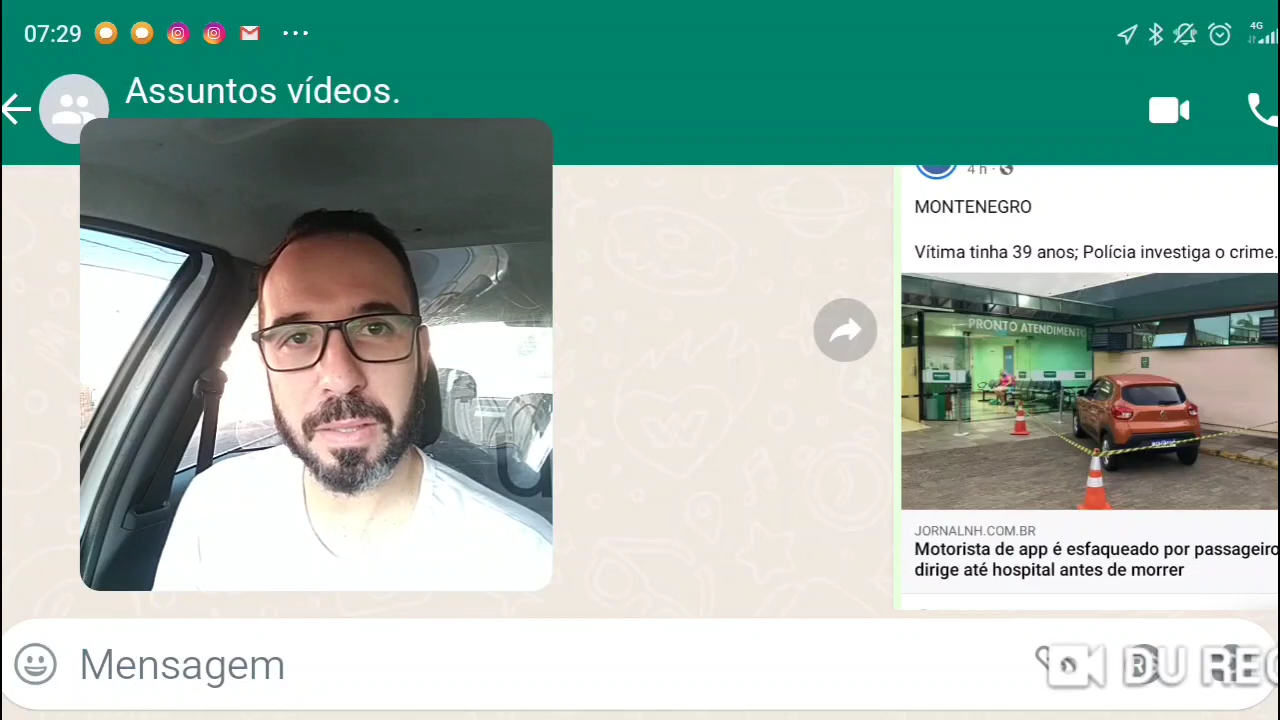 07:29
4G
Assuntos vídeos.
4 h ·
MONTENEGRO
Vítima tinha 39 anos; Polícia investiga o crime.
PRONTO ATENDIMENTO
JORNALNH.COM.BR
Motorista de app é esfaqueado por passageiro
dirige até hospital antes de morrer
Mensagem
DU REC